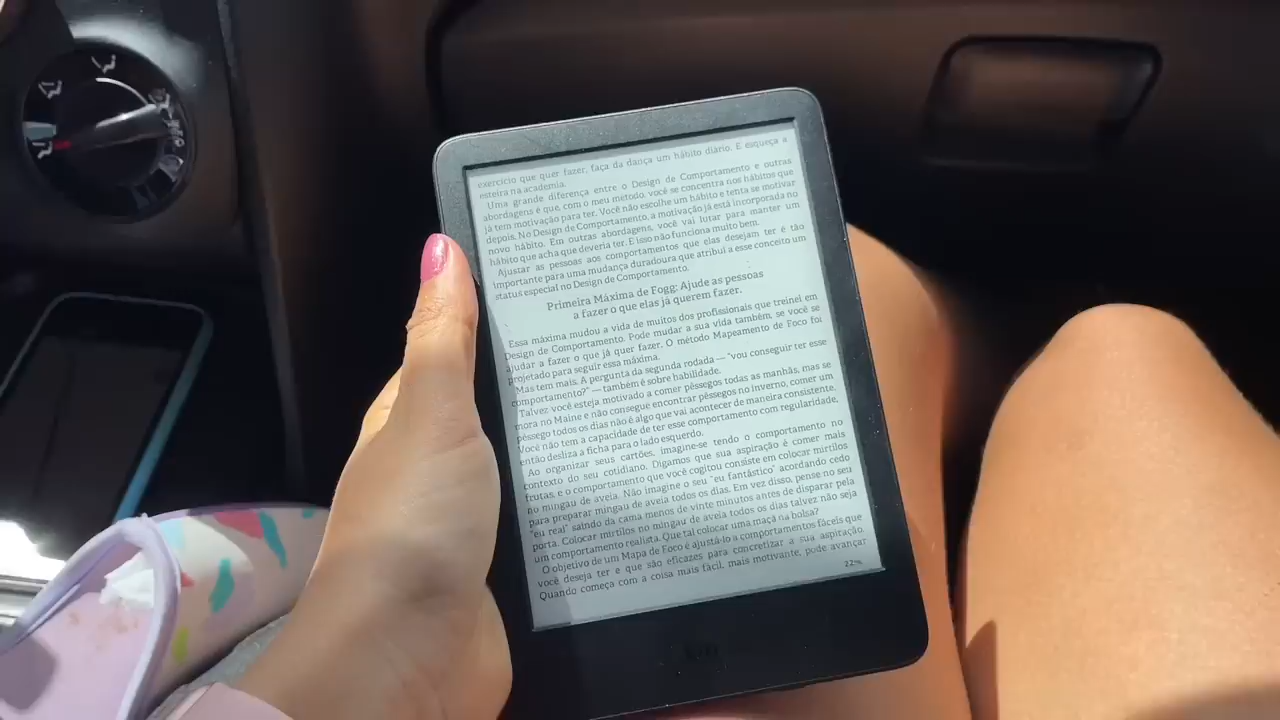 exercício que quer fazer, faça da dança um hábito diário. E esqueça a
esteira na academia.
Uma grande diferença entre o Design de Comportamento e outras
abordagens é que, com o meu método, você se concentra nos hábitos que
já tem motivação para ter. Você não escolhe um hábito e tenta se motivar
depois. No Design de Comportamento, a motivação já está incorporada no
novo hábito. Em outras abordagens, você vai lutar para manter um
hábito que acha que deveria ter. E isso não funciona muito bem.
Ajustar as pessoas aos comportamentos que elas desejam ter é tão
importante para uma mudança duradoura que atribuí a esse conceito um
status especial no Design de Comportamento.
Primeira Máxima de Fogg: Ajude as pessoas
a fazer o que elas já querem fazer.
Essa máxima mudou a vida de muitos dos profissionais que treinei em
Design de Comportamento. Pode mudar a sua vida também, se você se
ajudar a fazer o que já quer fazer. O método Mapeamento de Foco foi
projetado para seguir essa máxima.
Mas tem mais. A pergunta da segunda rodada — "vou conseguir ter esse
comportamento?" — também é sobre habilidade.
Talvez você esteja motivado a comer pêssegos todas as manhãs, mas se
mora no Maine e não consegue encontrar pêssegos no inverno, comer um
pêssego todos os dias não é algo que vai acontecer de maneira consistente.
Você não tem a capacidade de ter esse comportamento com regularidade,
então desliza a ficha para o lado esquerdo.
Ao organizar seus cartões, imagine-se tendo o comportamento no
contexto do seu cotidiano. Digamos que sua aspiração é comer mais
frutas, e o comportamento que você cogitou consiste em colocar mirtilos
no mingau de aveia. Não imagine o seu "eu fantástico" acordando cedo
para preparar mingau de aveia todos os dias. Em vez disso, pense no seu
"eu real" saindo da cama menos de vinte minutos antes de disparar pela
porta. Colocar mirtilos no mingau de aveia todos os dias talvez não seja
um comportamento realista. Que tal colocar uma maçã na bolsa?
O objetivo de um Mapa de Foco é ajustá-lo a comportamentos fáceis que
você deseja ter e que são eficazes para concretizar a sua aspiração.
Quando começa com a coisa mais fácil, mais motivante, pode avançar
22%